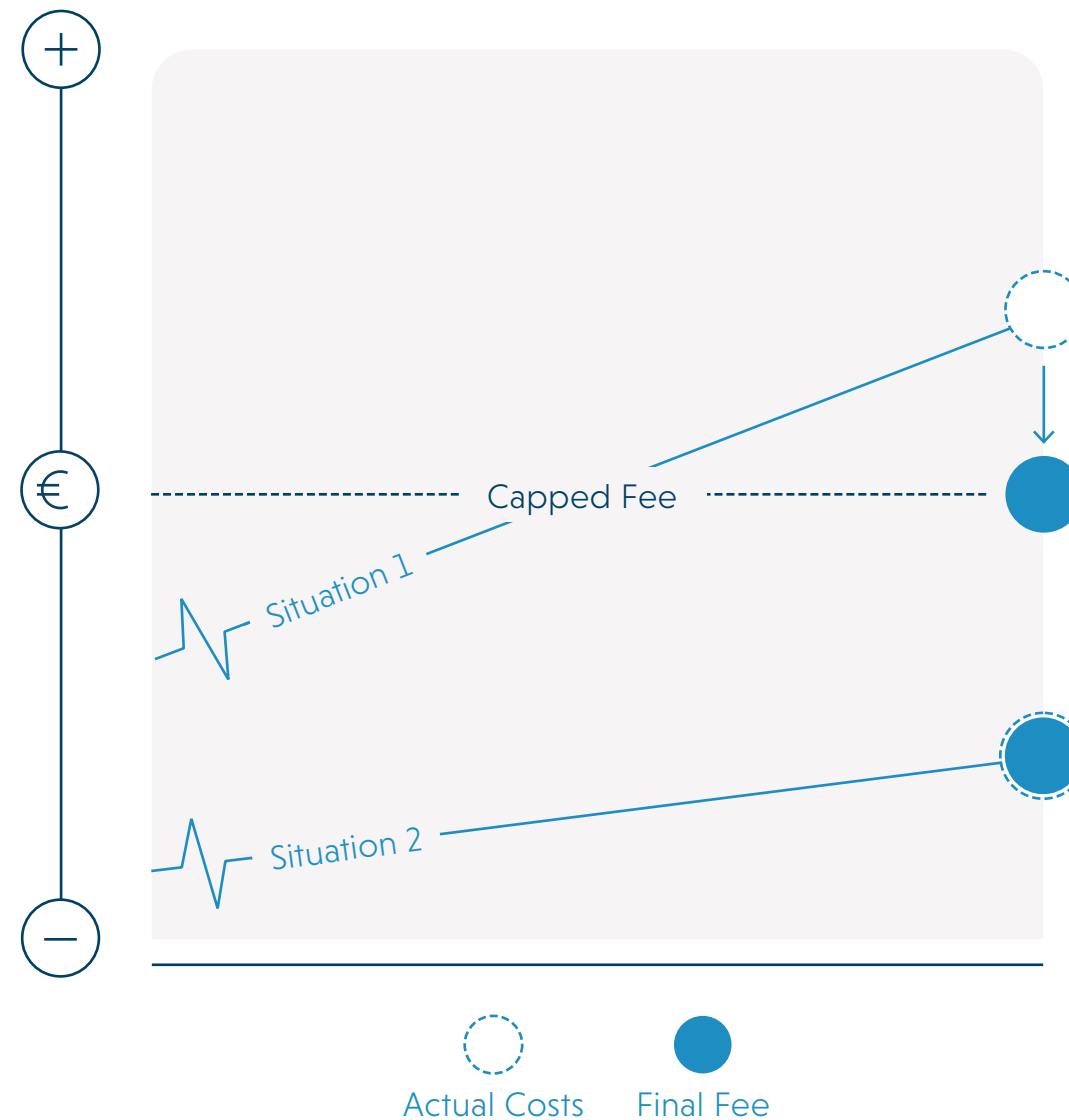 +
€
Capped Fee
Situation 1
Situation 2
−
Actual Costs
Final Fee